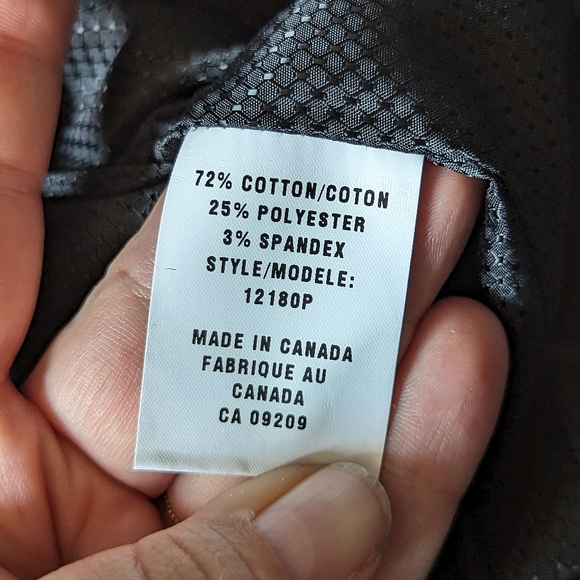 72% COTTON/COTON
25% POLYESTER
3% SPANDEX
STYLE/MODELE:
12180P
MADE IN CANADA
FABRIQUE AU
CANADA
CA 09209